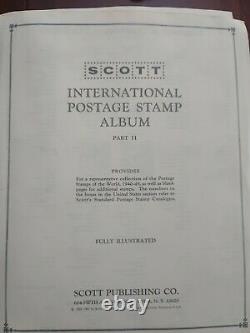 SCOTT
INTERNATIONAL
POSTAGE STAMP
ALBUM
PART II
PROVIDES
For a representative collection of the Postage
Stamps of the World, as well as blank
pages for additional stamps. The numbers in
the boxes in the United States section refer to
Scott's Standard Postage Stamp Catalogue.
FULLY ILLUSTRATED
SCOTT PUBLISHING CO.